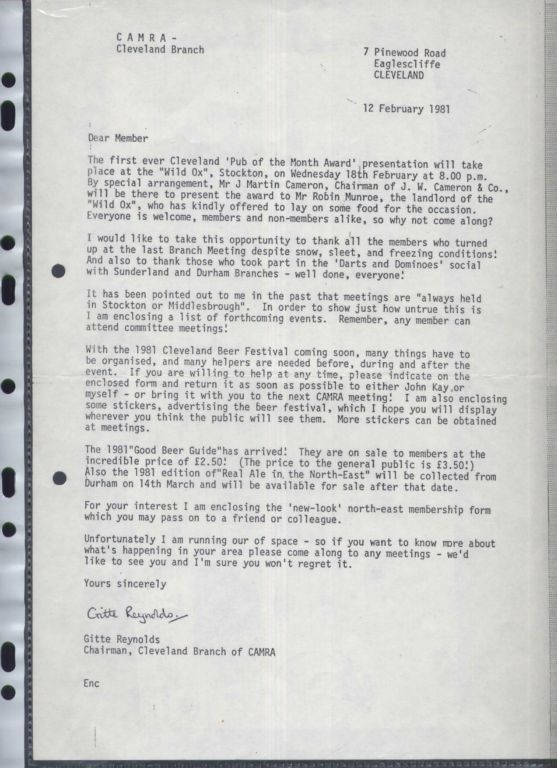 C A M R A -
Cleveland Branch
7 Pinewood Road
Eaglescliffe
CLEVELAND
12 February 1981
Dear Member
The first ever Cleveland 'Pub of the Month Award' presentation will take
place at the "Wild Ox", Stockton, on Wednesday 18th February at 8.00 p.m.
By special arrangement, Mr J Martin Cameron, Chairman of J. W. Cameron & Co.,
will be there to present the award to Mr Robin Munroe, the landlord of the
"Wild Ox", who has kindly offered to lay on some food for the occasion.
Everyone is welcome, members and non-members alike, so why not come along?
I would like to take this opportunity to thank all the members who turned
up at the last Branch Meeting despite snow, sleet, and freezing conditions!
And also to thank those who took part in the 'Darts and Dominoes' social
with Sunderland and Durham Branches - well done, everyone!
It has been pointed out to me in the past that meetings are "always held
in Stockton or Middlesbrough". In order to show just how untrue this is
I am enclosing a list of forthcoming events. Remember, any member can
attend committee meetings!
With the 1981 Cleveland Beer Festival coming soon, many things have to
be organised, and many helpers are needed before, during and after the
event. If you are willing to help at any time, please indicate on the
enclosed form and return it as soon as possible to either John Kay or
myself - or bring it with you to the next CAMRA meeting! I am also enclosing
some stickers, advertising the beer festival, which I hope you will display
wherever you think the public will see them. More stickers can be obtained
at meetings.
The 1981"Good Beer Guide"has arrived! They are on sale to members at the
incredible price of £2.50! (The price to the general public is £3.50!)
Also the 1981 edition of"Real Ale in the North-East" will be collected from
Durham on 14th March and will be available for sale after that date.
For your interest I am enclosing the 'new-look' north-east membership form
which you may pass on to a friend or colleague.
Unfortunately I am running our of space - so if you want to know more about
what's happening in your area please come along to any meetings - we'd
like to see you and I'm sure you won't regret it.
Yours sincerely
Gitte Reynolds
Gitte Reynolds
Chairman, Cleveland Branch of CAMRA
Enc